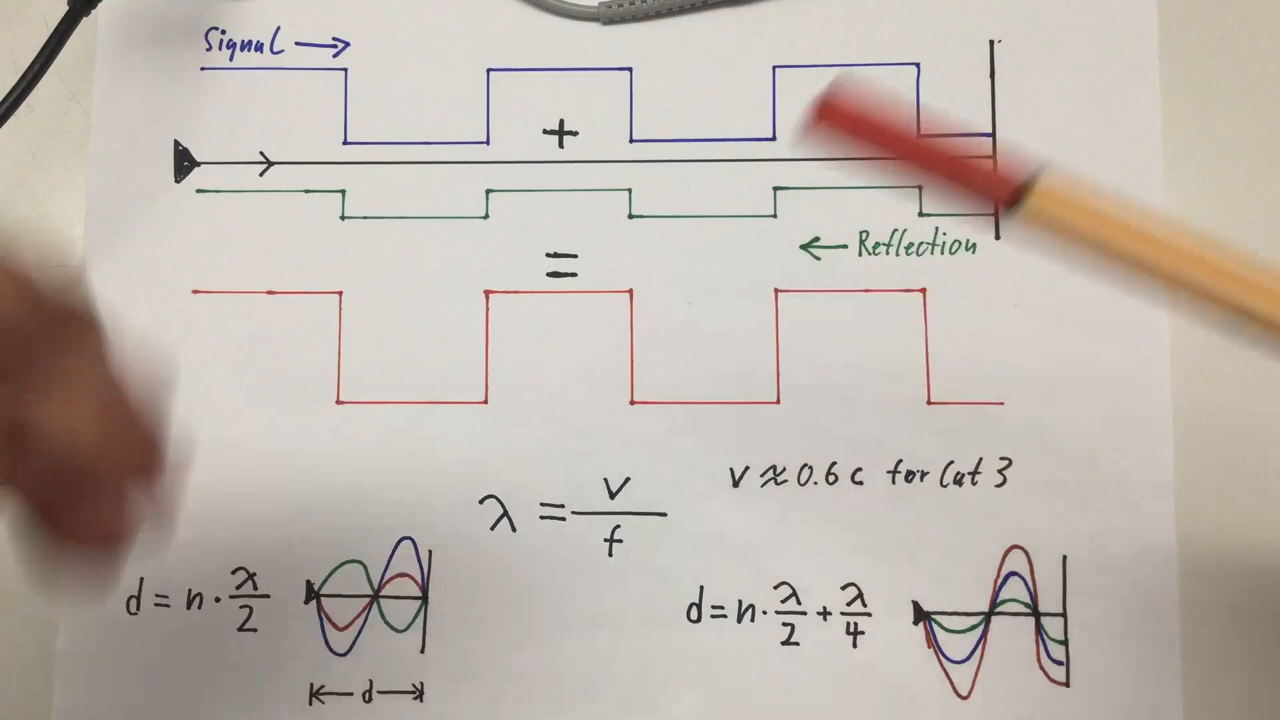 Signal →
+
← Reflection
=
v ≈ 0.6 c for Cat 3
λ = v/f
d = n · λ/2
d = n · λ/2 + λ/4
d